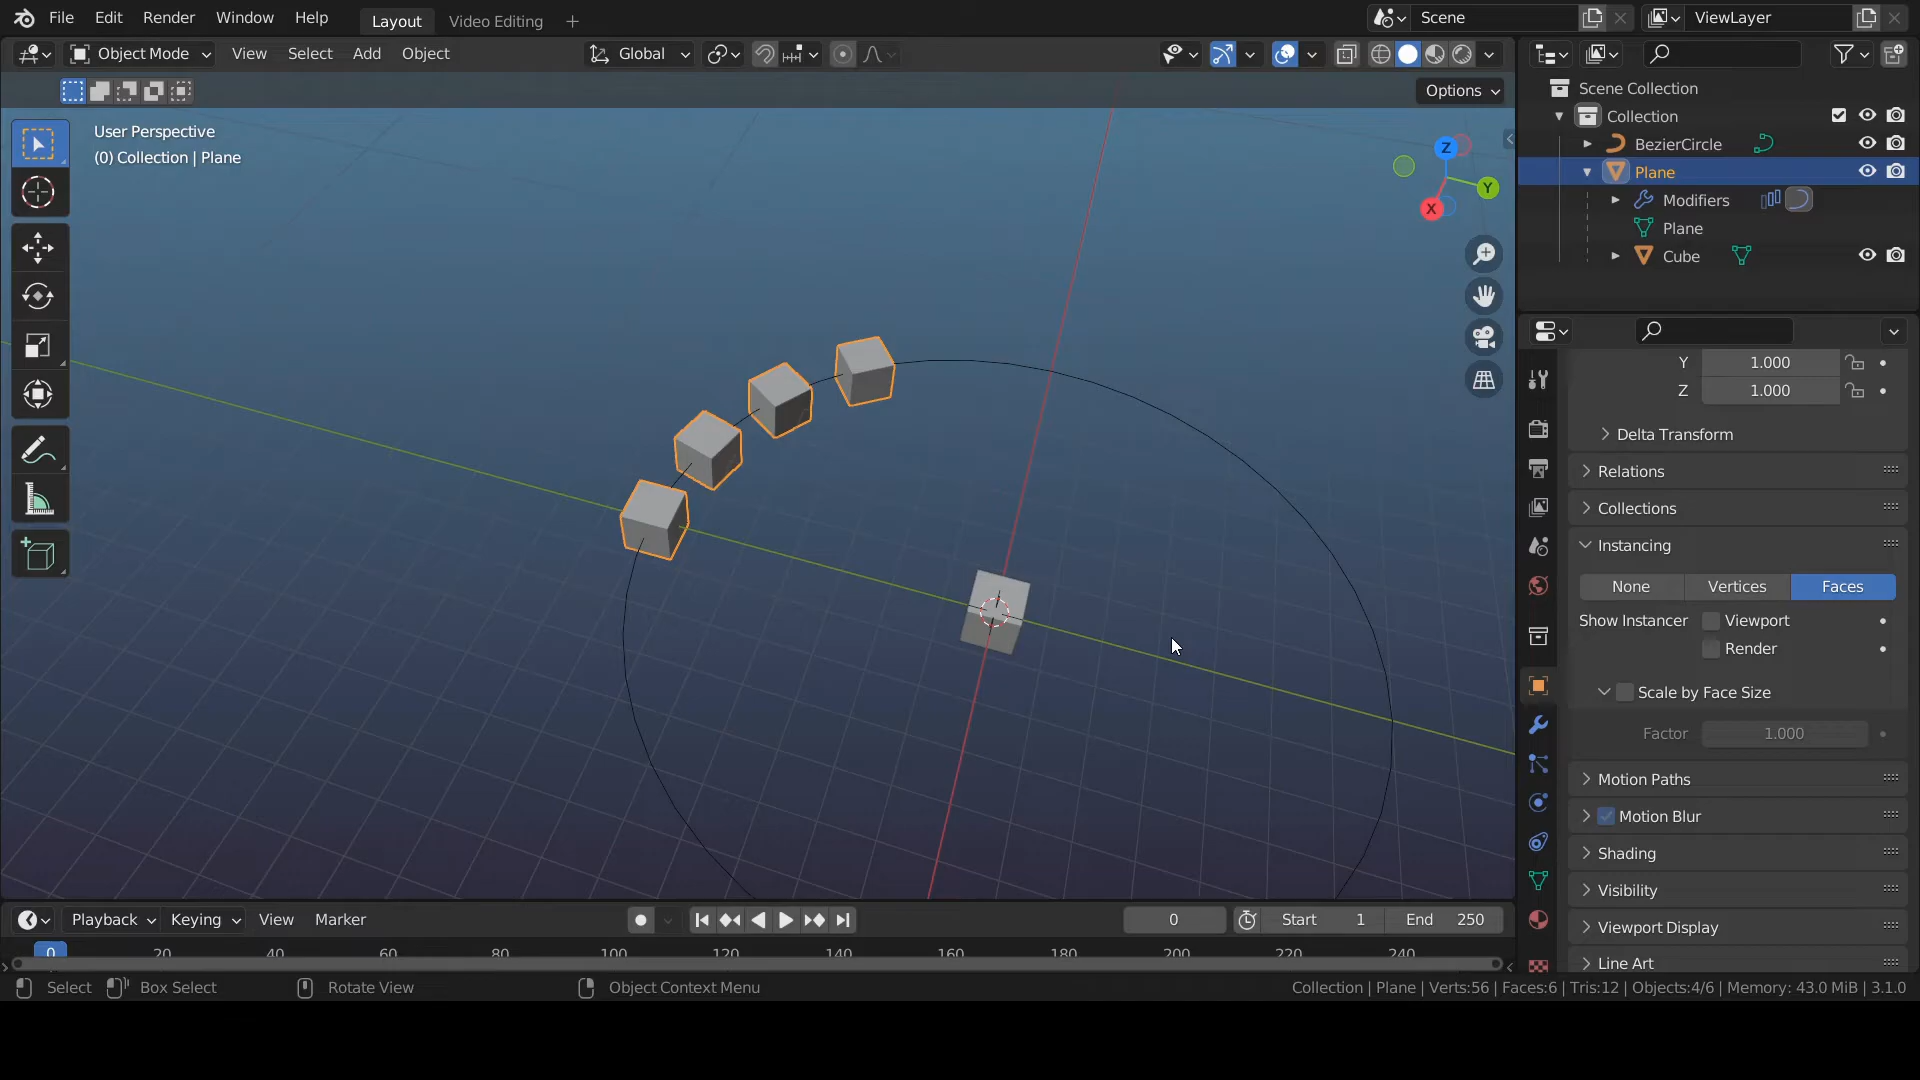 File Edit Render Window Help Layout Video Editing + Scene ViewLayer
Object Mode View Select Add Object Global
Options
User Perspective
(0) Collection | Plane
Z
Y
X
Scene Collection
Collection
BezierCircle
Plane
Modifiers
Plane
Cube
Y 1.000
Z 1.000
Delta Transform
Relations
Collections
Instancing
None Vertices Faces
Show Instancer Viewport
Render
Scale by Face Size
Factor 1.000
Motion Paths
Motion Blur
Shading
Visibility
Viewport Display
Line Art
Playback Keying View Marker 0 Start 1 End 250
0 20 40 60 80 100 120 140 160 180 200 220 240
Select Box Select Rotate View Object Context Menu Collection | Plane | Verts:56 | Faces:6 | Tris:12 | Objects:4/6 | Memory: 43.0 MiB | 3.1.0